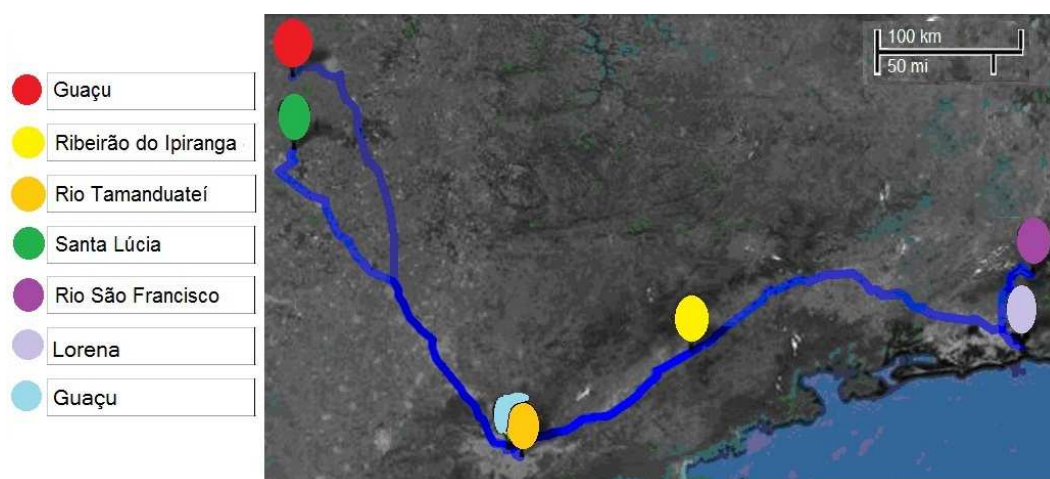 Guaçu
Ribeirão do Ipiranga
Rio Tamanduateí
Santa Lúcia
Rio São Francisco
Lorena
Guaçu
100 km
50 mi